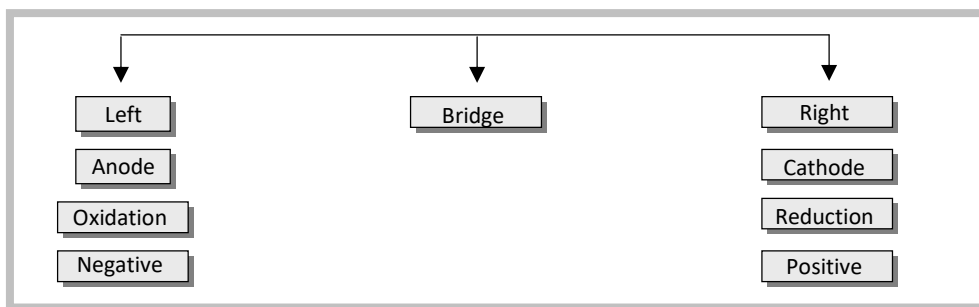 Left
Bridge
Right
Anode
Cathode
Oxidation
Reduction
Negative
Positive